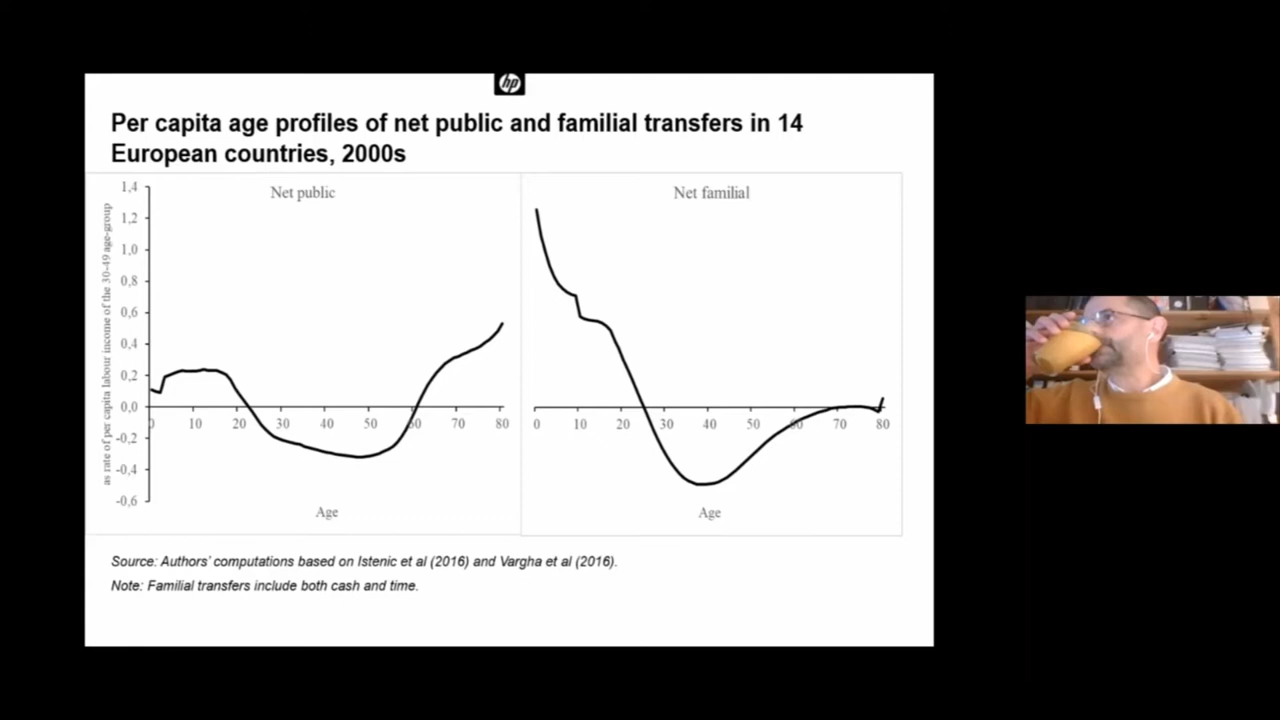 hp
Per capita age profiles of net public and familial transfers in 14
European countries, 2000s
Net public
as rate of per capita labour income of the 30-49 age-group
1,4
1,2
1,0
0,8
0,6
0,4
0,2
0,0
-0,2
-0,4
-0,6
0 10 20 30 40 50 60 70 80
Age
Net familial
0 10 20 30 40 50 60 70 80
Age
Source: Authors' computations based on Istenic et al (2016) and Vargha et al (2016).
Note: Familial transfers include both cash and time.